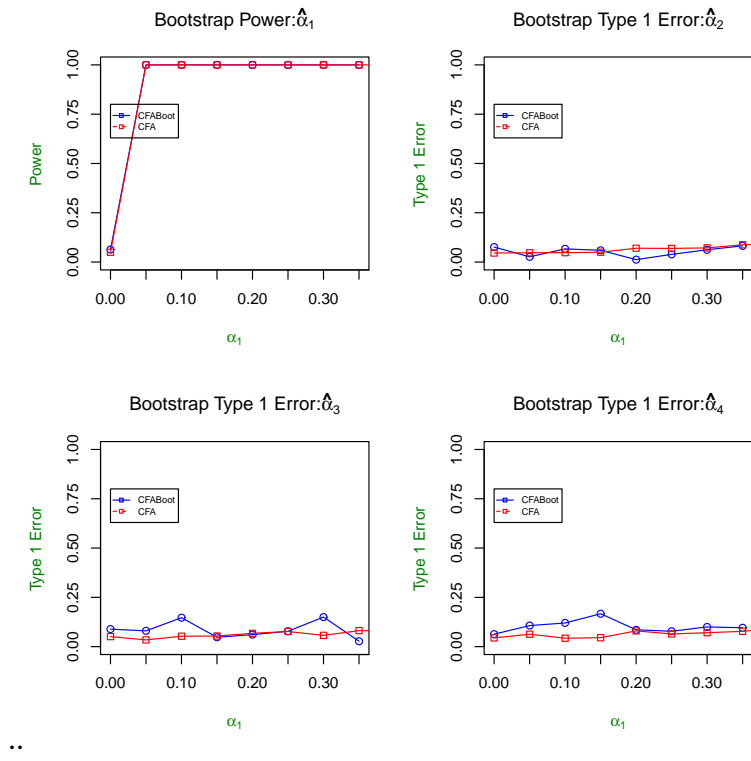 Bootstrap Power:α̂₁
1.00
0.75
0.50
0.25
0.00
Power
CFABoot
CFA
0.00 0.10 0.20 0.30
α₁
Bootstrap Type 1 Error:α̂₂
1.00
0.75
0.50
0.25
0.00
Type 1 Error
CFABoot
CFA
0.00 0.10 0.20 0.30
α₁
Bootstrap Type 1 Error:α̂₃
1.00
0.75
0.50
0.25
0.00
Type 1 Error
CFABoot
CFA
0.00 0.10 0.20 0.30
α₁
Bootstrap Type 1 Error:α̂₄
1.00
0.75
0.50
0.25
0.00
Type 1 Error
CFABoot
CFA
0.00 0.10 0.20 0.30
α₁
..